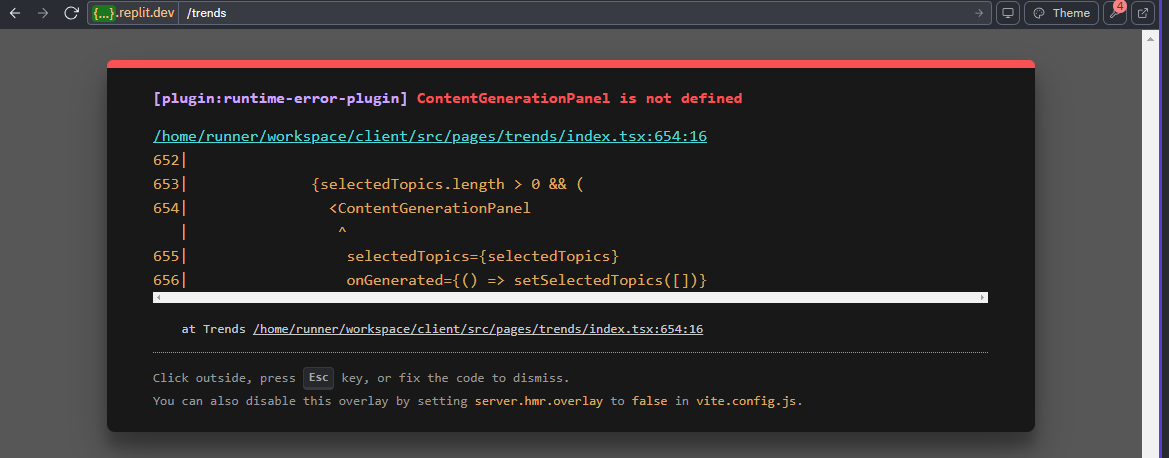 {...}.replit.dev /trends Theme 4
[plugin:runtime-error-plugin] ContentGenerationPanel is not defined
/home/runner/workspace/client/src/pages/trends/index.tsx:654:16
652|
653|              {selectedTopics.length > 0 && (
654|                <ContentGenerationPanel
   |                 ^
655|                  selectedTopics={selectedTopics}
656|                  onGenerated={() => setSelectedTopics([])}
at Trends /home/runner/workspace/client/src/pages/trends/index.tsx:654:16
Click outside, press Esc key, or fix the code to dismiss.
You can also disable this overlay by setting server.hmr.overlay to false in vite.config.js.